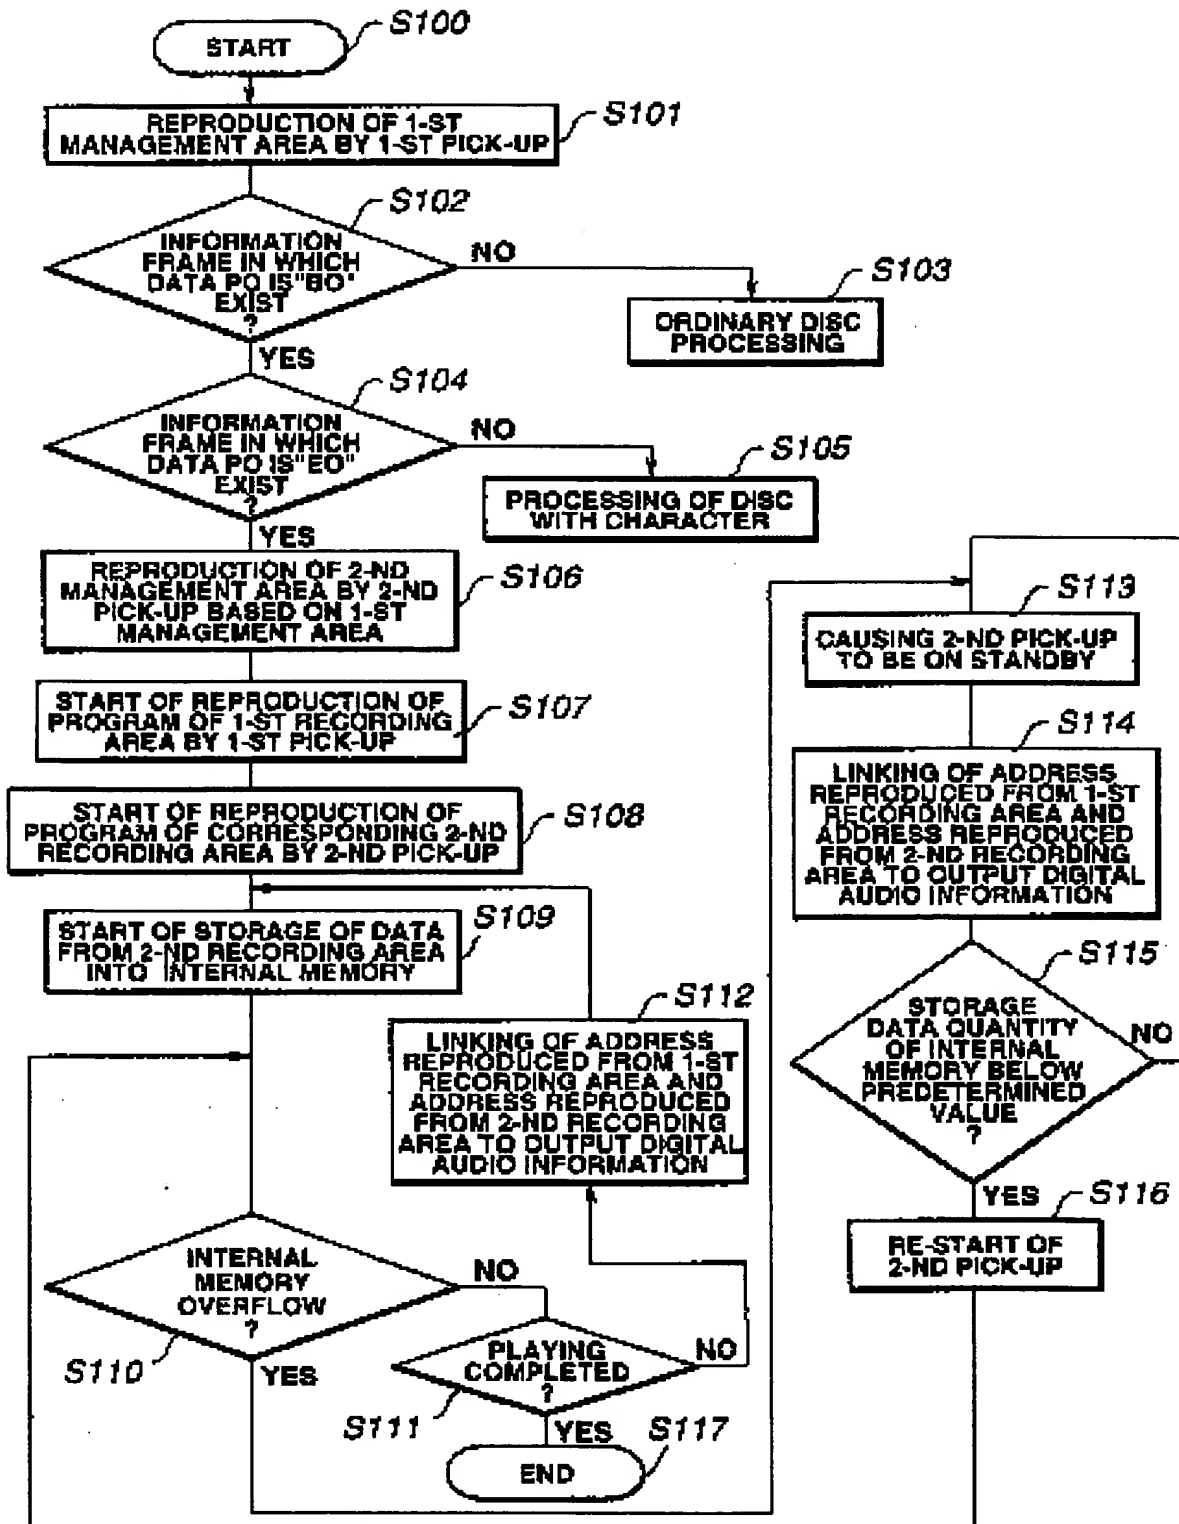 START
S100
REPRODUCTION OF 1-ST
MANAGEMENT AREA BY 1-ST PICK-UP
S101
S102
INFORMATION
FRAME IN WHICH
DATA PO IS"BO"
EXIST
?
NO
YES
S103
ORDINARY DISC
PROCESSING
S104
INFORMATION
FRAME IN WHICH
DATA PO IS"EO"
EXIST
?
NO
YES
S105
PROCESSING OF DISC
WITH CHARACTER
REPRODUCTION OF 2-ND
MANAGEMENT AREA BY 2-ND
PICK-UP BASED ON 1-ST
MANAGEMENT AREA
S106
START OF REPRODUCTION OF
PROGRAM OF 1-ST RECORDING
AREA BY 1-ST PICK-UP
S107
START OF REPRODUCTION OF
PROGRAM OF CORRESPONDING 2-ND
RECORDING AREA BY 2-ND PICK-UP
S108
START OF STORAGE OF DATA
FROM 2-ND RECORDING AREA
INTO INTERNAL MEMORY
S109
INTERNAL
MEMORY
OVERFLOW
?
S110
NO
YES
PLAYING
COMPLETED
?
S111
NO
YES
S112
LINKING OF ADDRESS
REPRODUCED FROM 1-ST
RECORDING AREA AND
ADDRESS REPRODUCED
FROM 2-ND RECORDING
AREA TO OUTPUT DIGITAL
AUDIO INFORMATION
END
S117
S113
CAUSING 2-ND PICK-UP
TO BE ON STANDBY
S114
LINKING OF ADDRESS
REPRODUCED FROM 1-ST
RECORDING AREA AND
ADDRESS REPRODUCED
FROM 2-ND RECORDING
AREA TO OUTPUT DIGITAL
AUDIO INFORMATION
S115
STORAGE
DATA QUANTITY
OF INTERNAL
MEMORY BELOW
PREDETERMINED
VALUE
?
NO
YES
S116
RE-START OF
2-ND PICK-UP